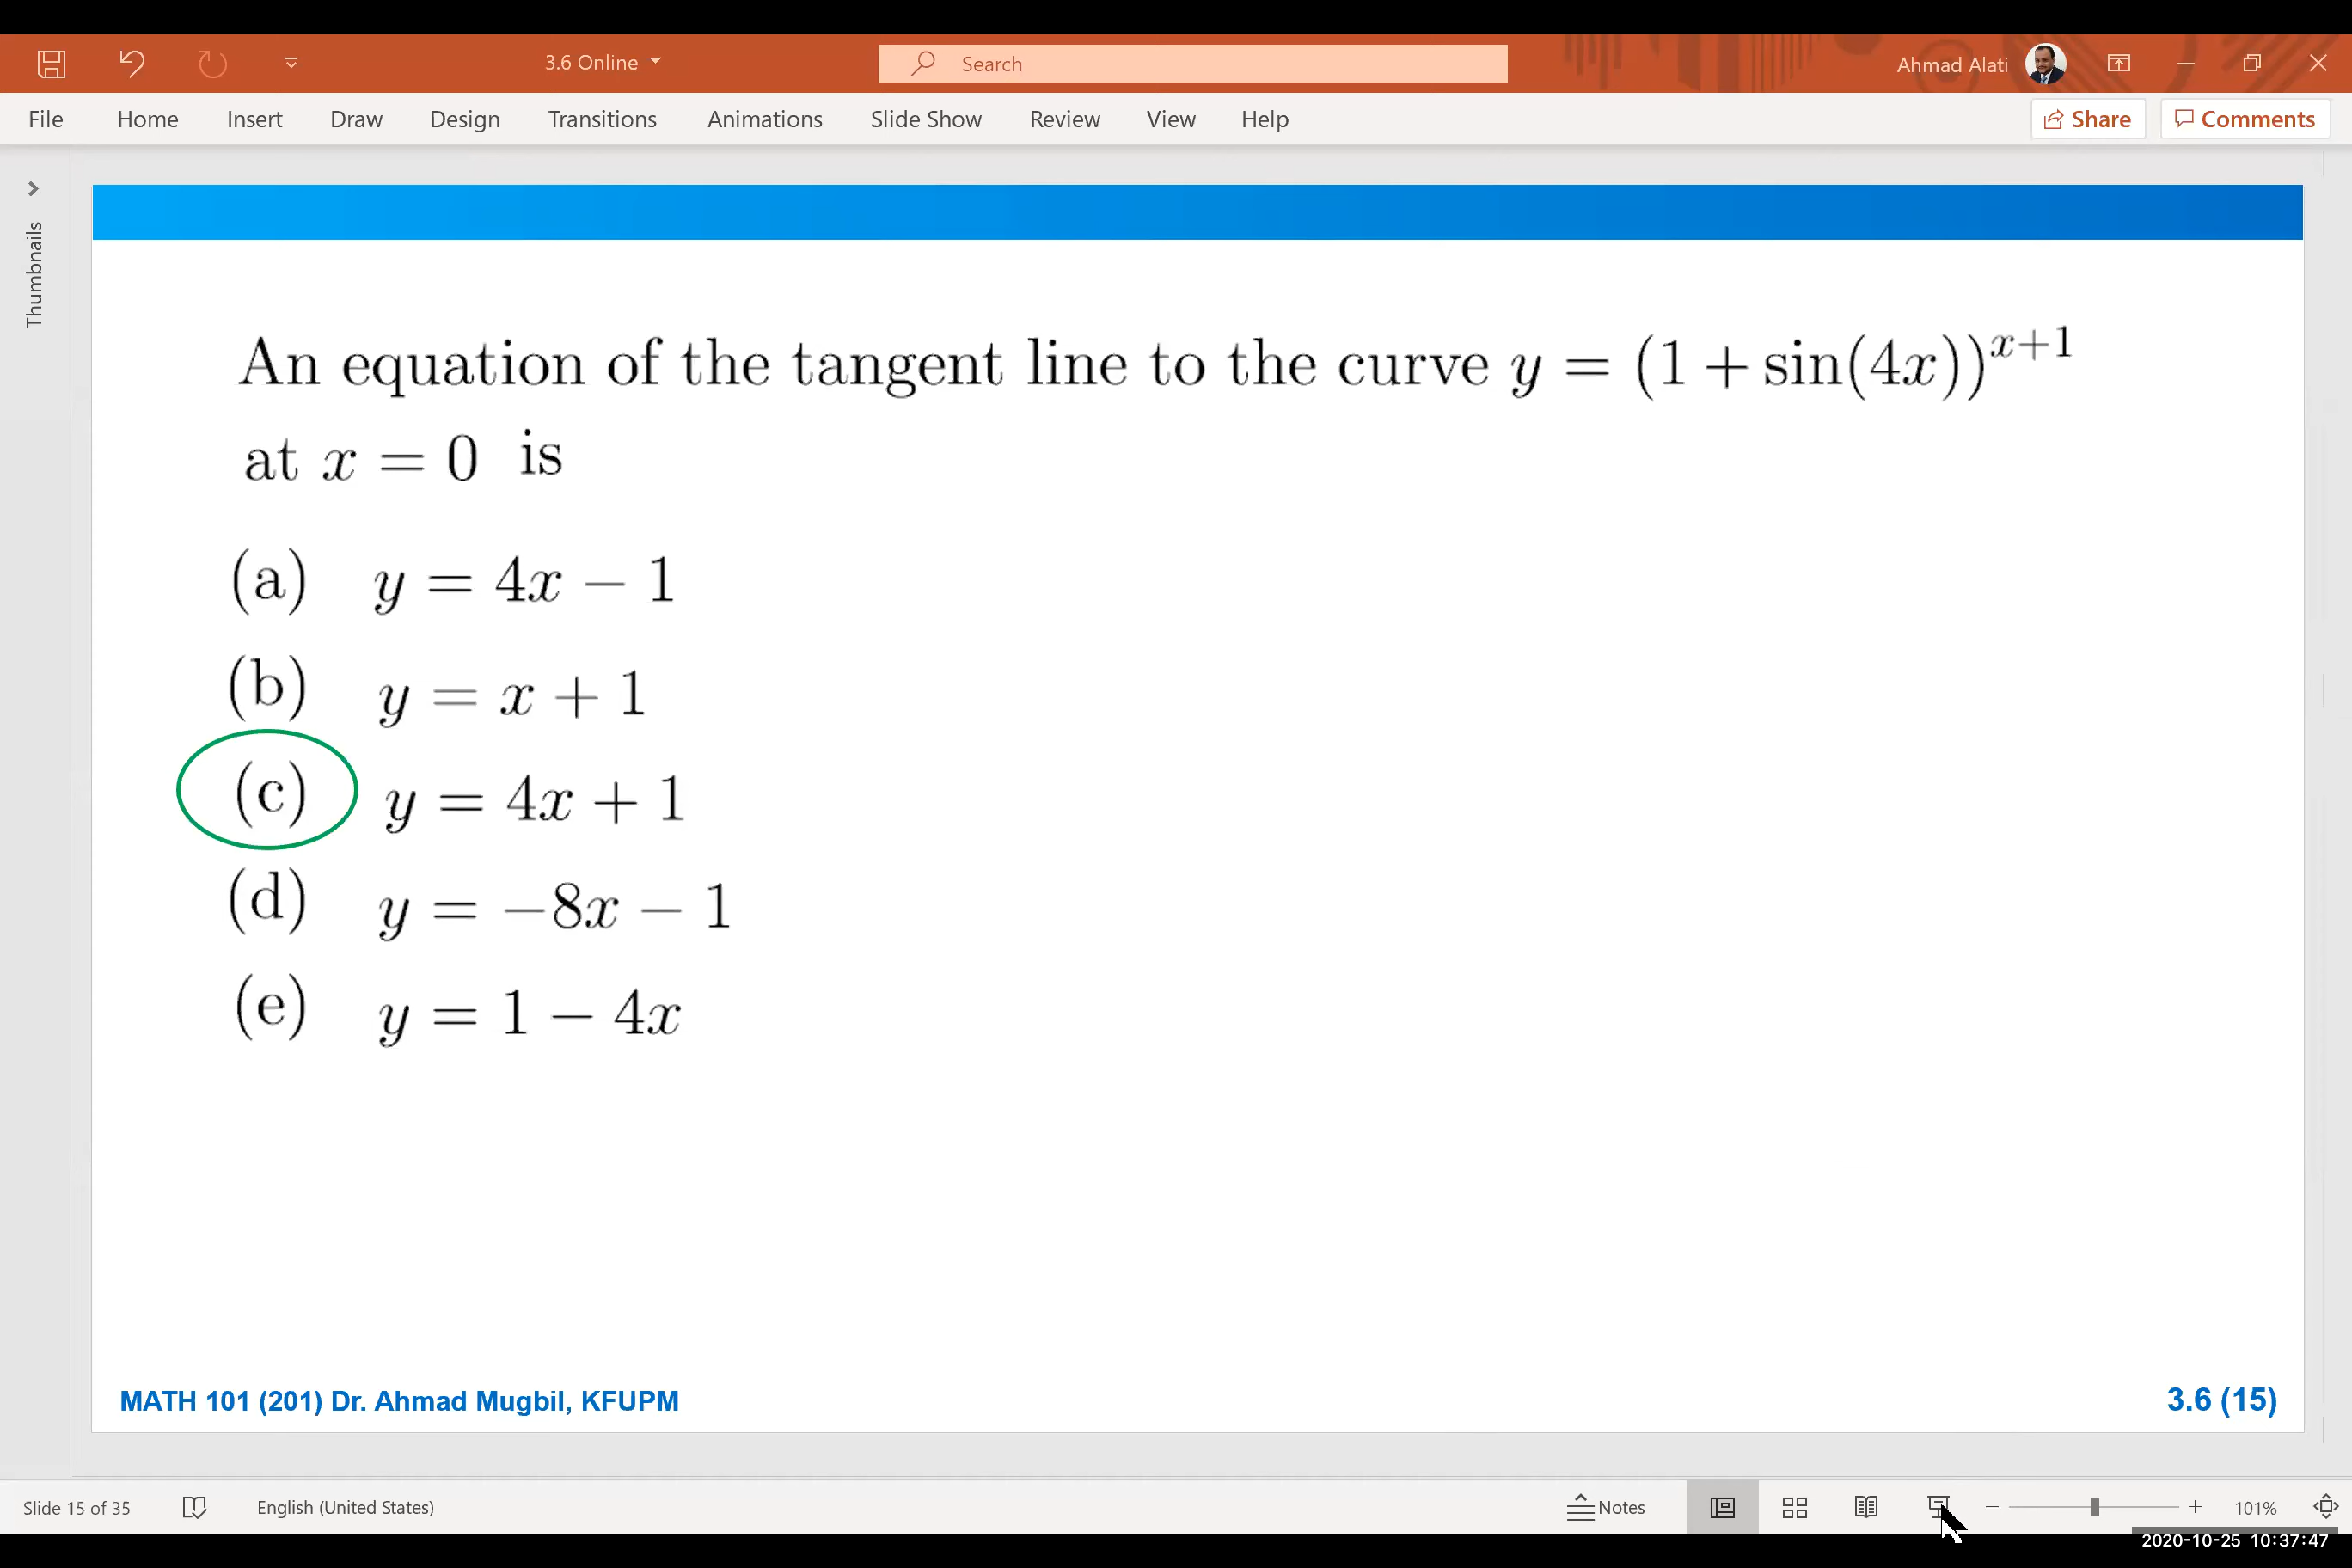 3.6 Online
Search
Ahmad Alati
File Home Insert Draw Design Transitions Animations Slide Show Review View Help
Share Comments
Thumbnails
An equation of the tangent line to the curve y = (1 + sin(4x))^{x+1}
at x = 0 is
(a) y = 4x − 1
(b) y = x + 1
(c) y = 4x + 1
(d) y = −8x − 1
(e) y = 1 − 4x
MATH 101 (201) Dr. Ahmad Mugbil, KFUPM
3.6 (15)
Slide 15 of 35
English (United States)
Notes
101%
2020-10-25 10:37:47